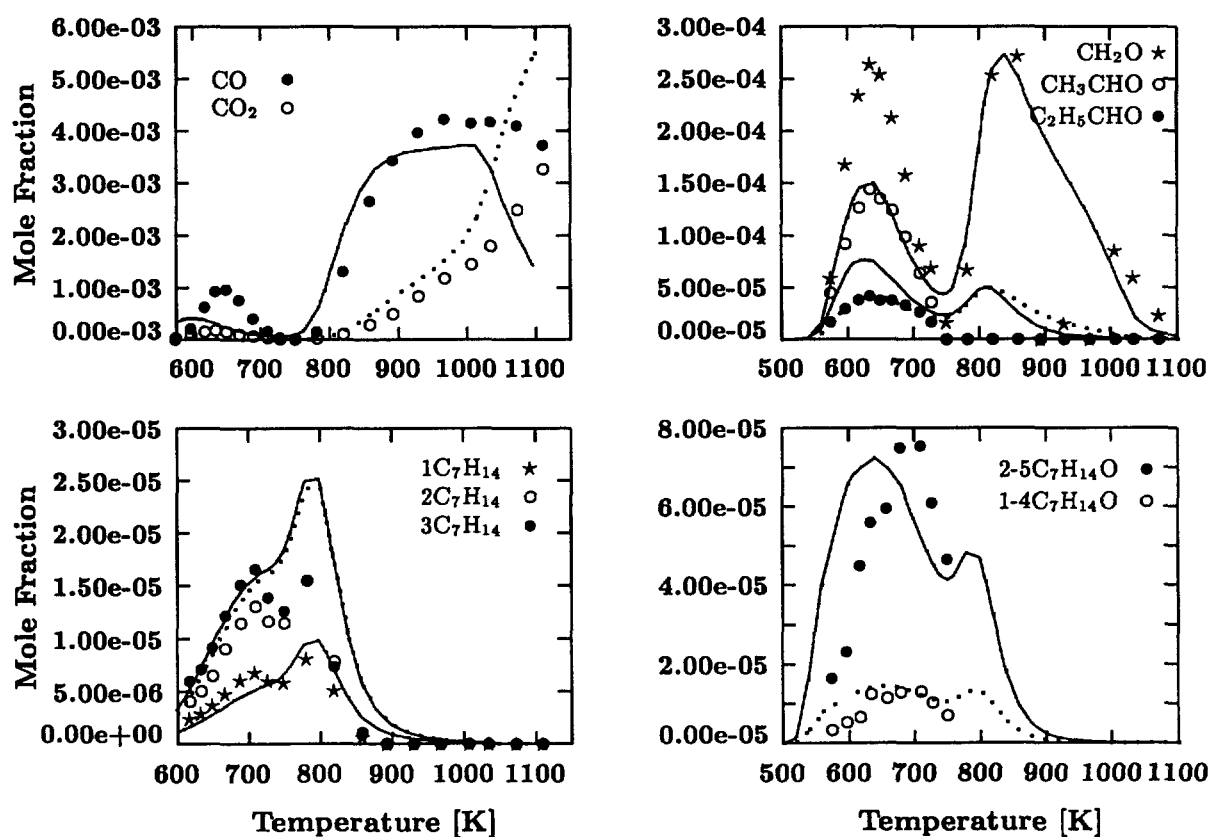 6.00e-03
5.00e-03
4.00e-03
3.00e-03
2.00e-03
1.00e-03
0.00e-03
Mole Fraction
CO
CO₂
600 700 800 900 1000 1100
3.00e-04
2.50e-04
2.00e-04
1.50e-04
1.00e-04
5.00e-05
0.00e-05
CH₂O
CH₃CHO
C₂H₅CHO
500 600 700 800 900 1000 1100
3.00e-05
2.50e-05
2.00e-05
1.50e-05
1.00e-05
5.00e-06
0.00e+00
Mole Fraction
1C₇H₁₄
2C₇H₁₄
3C₇H₁₄
600 700 800 900 1000 1100
Temperature [K]
8.00e-05
6.00e-05
4.00e-05
2.00e-05
0.00e-05
2-5C₇H₁₄O
1-4C₇H₁₄O
500 600 700 800 900 1000 1100
Temperature [K]